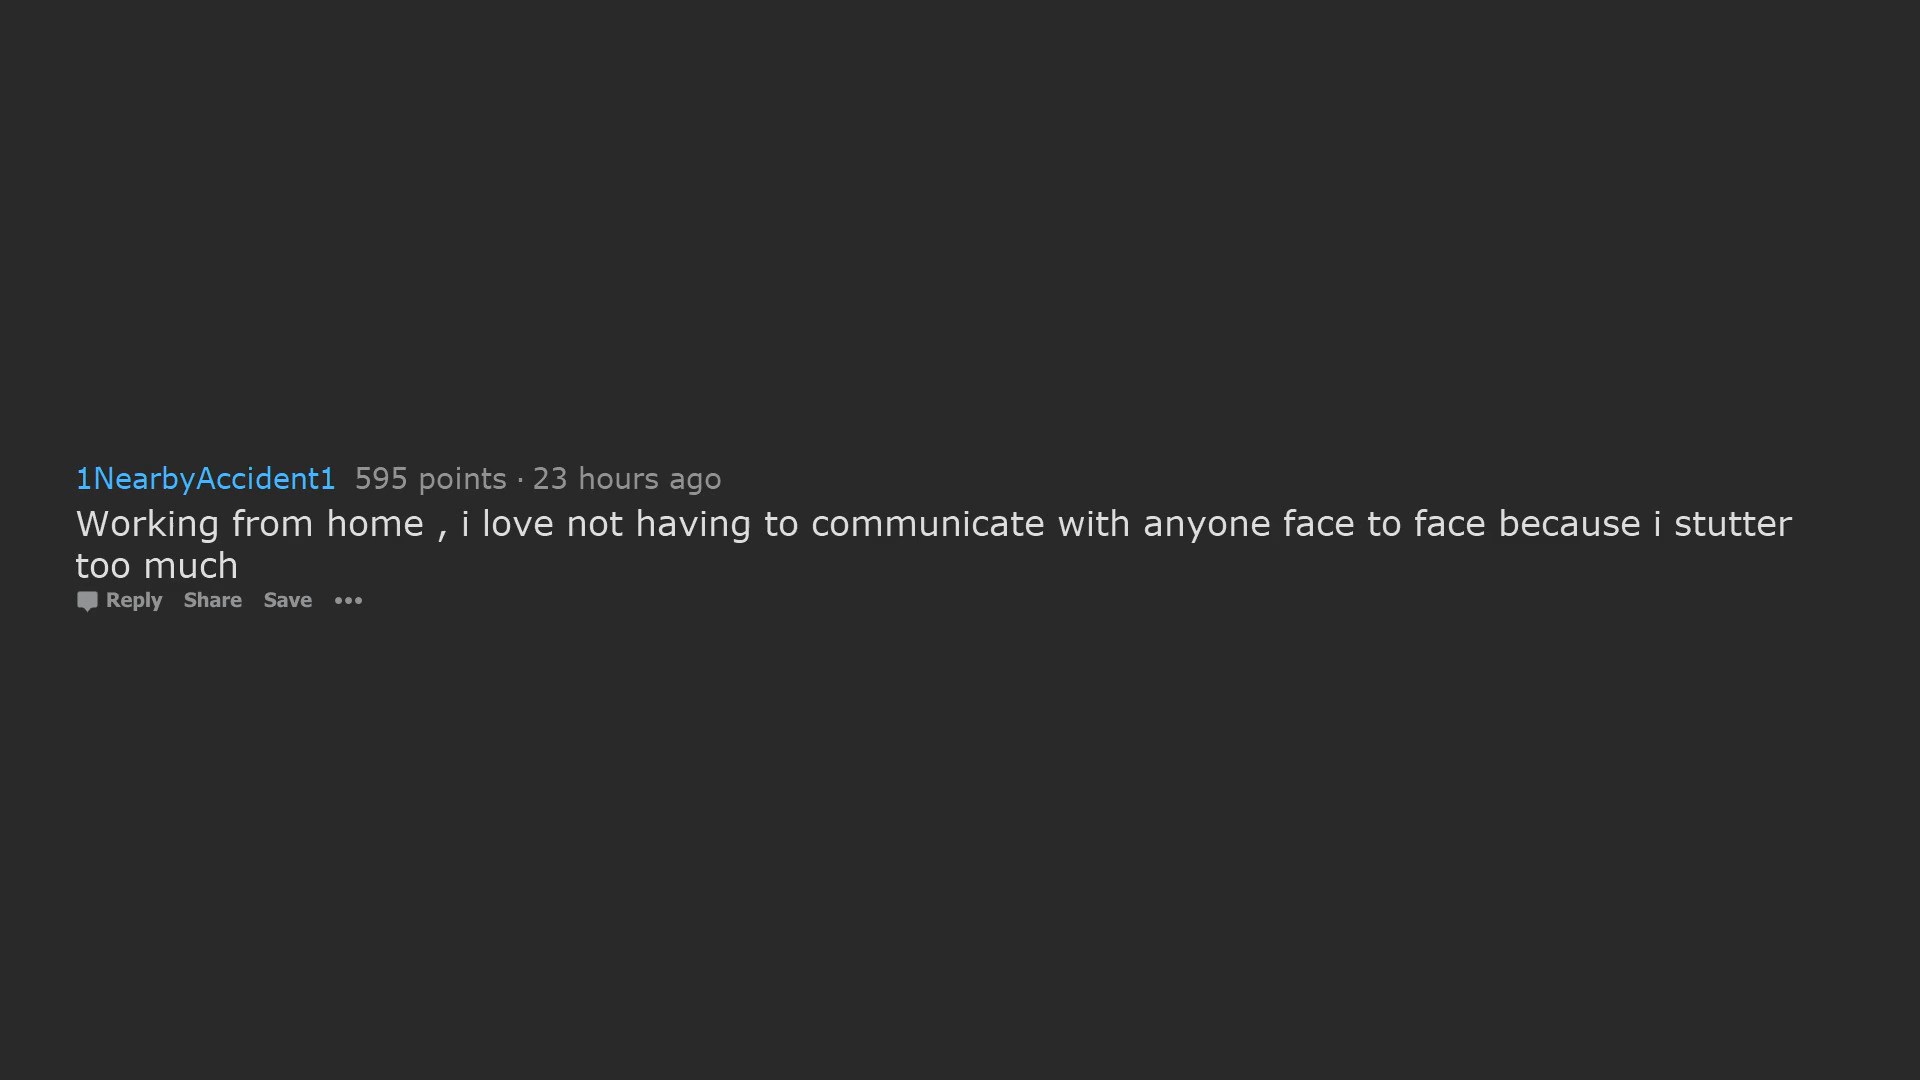 1NearbyAccident1 595 points · 23 hours ago
Working from home , i love not having to communicate with anyone face to face because i stutter
too much
Reply Share Save •••